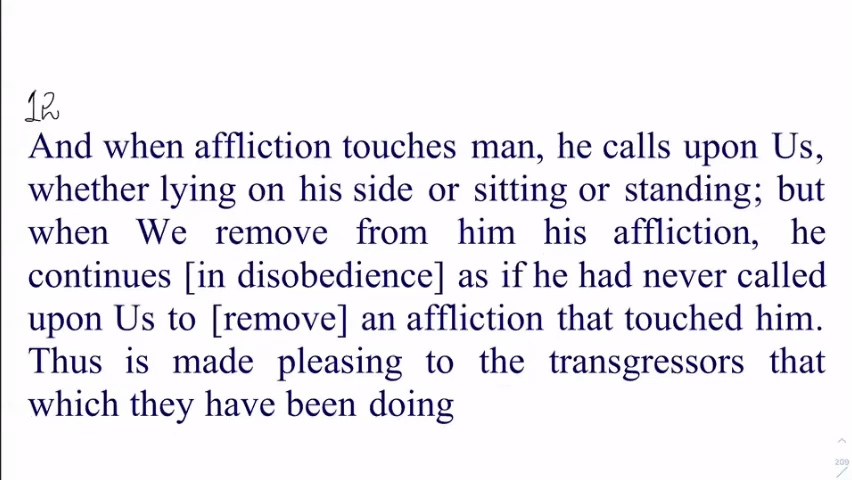 12
And when affliction touches man, he calls upon Us,
whether lying on his side or sitting or standing; but
when We remove from him his affliction, he
continues [in disobedience] as if he had never called
upon Us to [remove] an affliction that touched him.
Thus is made pleasing to the transgressors that
which they have been doing
209